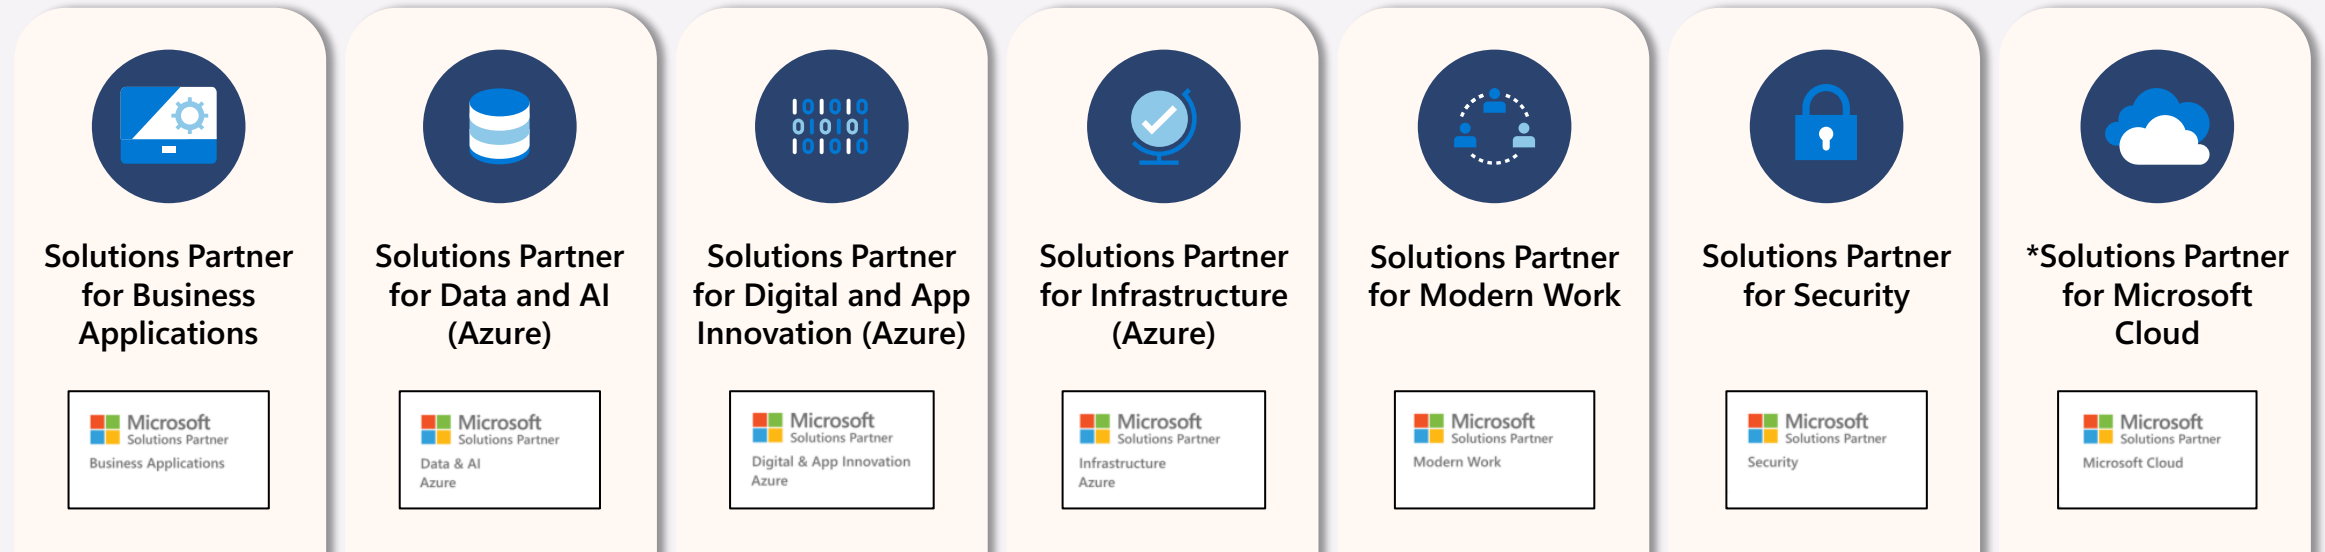 IOIOIO
OIOIOI
IOIOIO
Solutions Partner
for Business
Applications
Microsoft
Solutions Partner
Business Applications
Solutions Partner
for Data and AI
(Azure)
Microsoft
Solutions Partner
Data & AI
Azure
Solutions Partner
for Digital and App
Innovation (Azure)
Microsoft
Solutions Partner
Digital & App Innovation
Azure
Solutions Partner
for Infrastructure
(Azure)
Microsoft
Solutions Partner
Infrastructure
Azure
Solutions Partner
for Modern Work
Microsoft
Solutions Partner
Modern Work
Solutions Partner
for Security
Microsoft
Solutions Partner
Security
*Solutions Partner
for Microsoft
Cloud
Microsoft
Solutions Partner
Microsoft Cloud